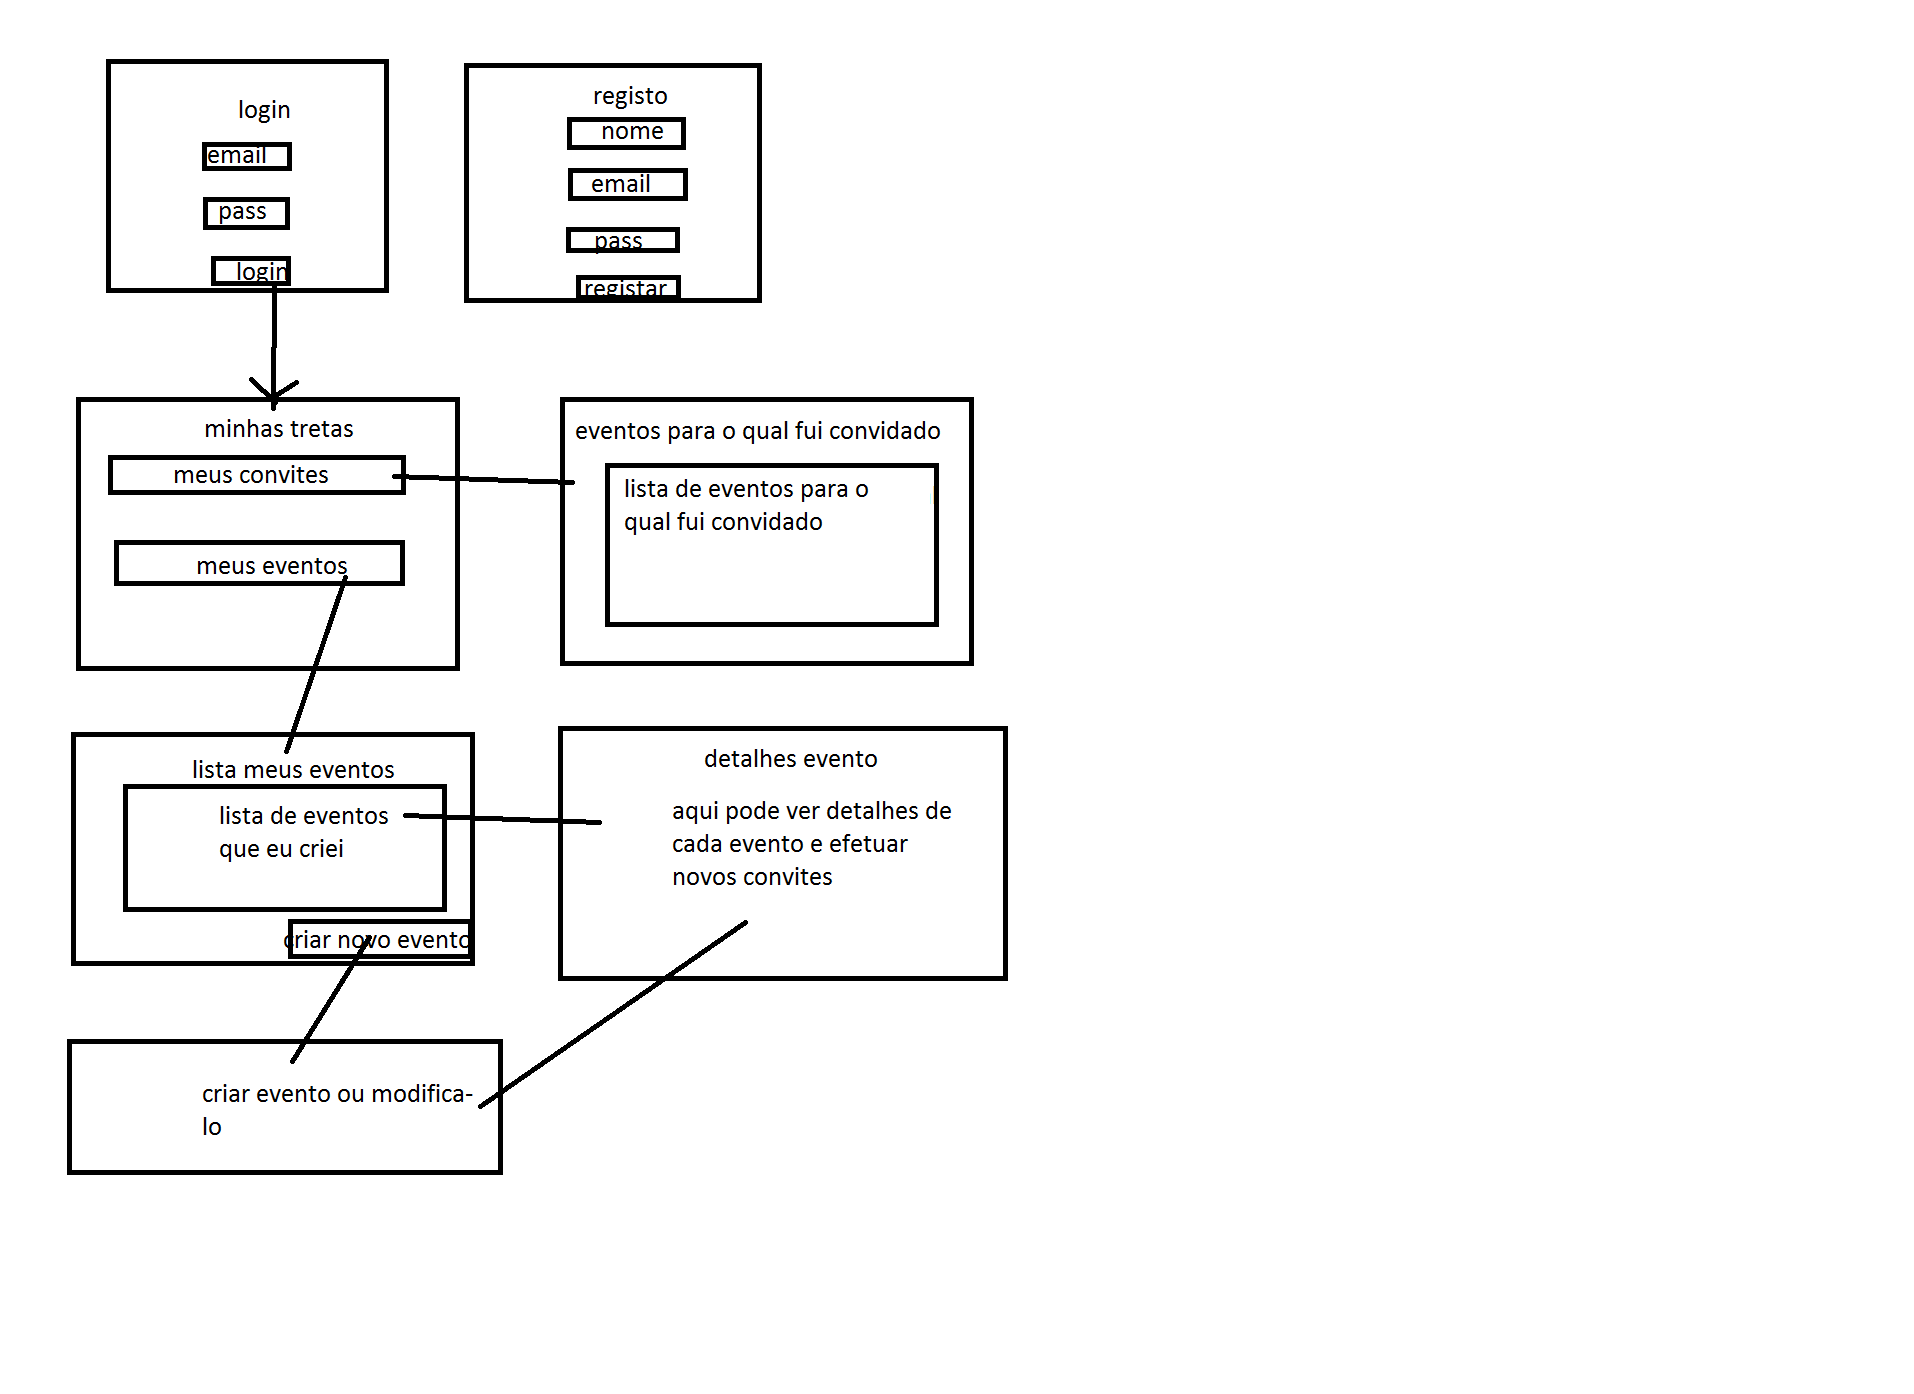 login
email
pass
login
registo
nome
email
pass
registar
minhas tretas
meus convites
meus eventos
eventos para o qual fui convidado
lista de eventos para o
qual fui convidado
lista meus eventos
lista de eventos
que eu criei
criar novo evento
detalhes evento
aqui pode ver detalhes de
cada evento e efetuar
novos convites
criar evento ou modifica-
lo